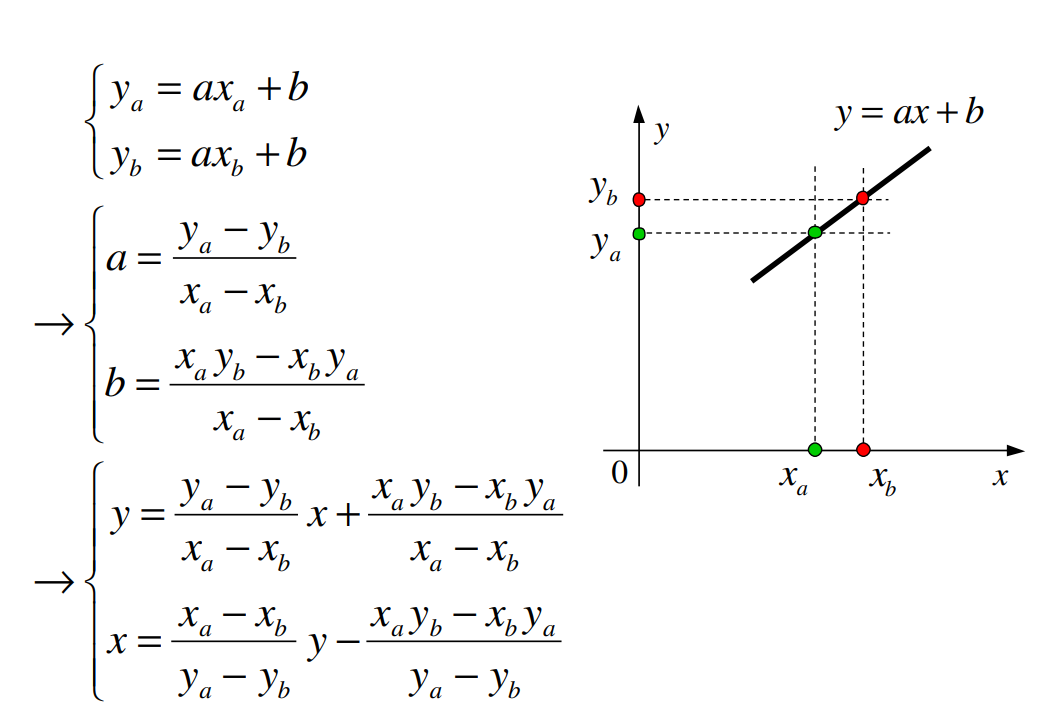 y_a = ax_a + b
y_b = ax_b + b
→ a = (y_a − y_b)/(x_a − x_b)
b = (x_a y_b − x_b y_a)/(x_a − x_b)
→ y = (y_a − y_b)/(x_a − x_b) x + (x_a y_b − x_b y_a)/(x_a − x_b)
x = (x_a − x_b)/(y_a − y_b) y − (x_a y_b − x_b y_a)/(y_a − y_b)
y = ax + b
y
y_b
y_a
0
x_a
x_b
x